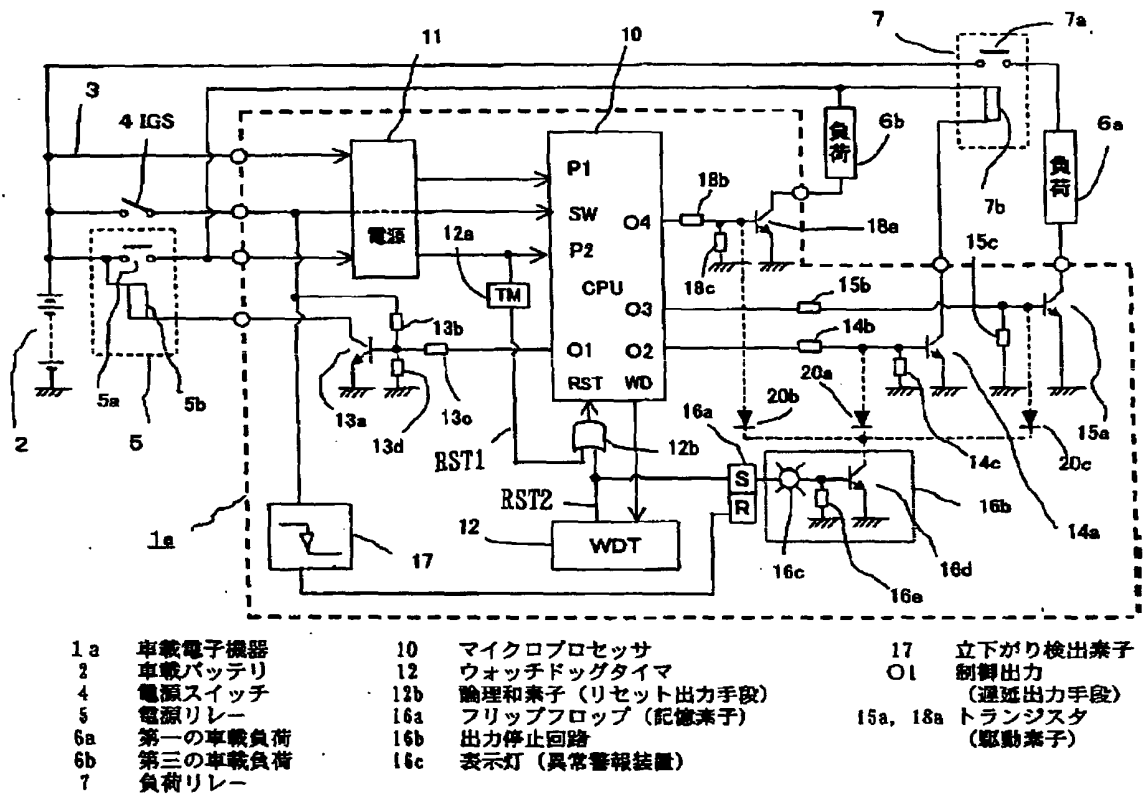 7
7a
11
10
3
4 IGS
負荷
6b
6a
負荷
P1
18b
7b
SW
O4
18a
電源
12a
P2
15c
18c
CPU
15b
TM
O3
13b
14b
O1
O2
20a
5a
5b
RST
WD
16a
20b
13a
13c
13d
12b
14c
15a
2
5
RST1
S
20c
R
16b
1a
RST2
14a
12
WDT
17
16c
16d
16e
1a 車載電子機器
2 車載バッテリ
4 電源スイッチ
5 電源リレー
6a 第一の車載負荷
6b 第三の車載負荷
7 負荷リレー
10 マイクロプロセッサ
12 ウォッチドッグタイマ
12b 論理和素子（リセット出力手段）
16a フリップフロップ（記憶素子）
16b 出力停止回路
16c 表示灯（異常警報装置）
17 立下がり検出素子
O1 制御出力
（遅延出力手段）
15a, 18a トランジスタ
（駆動素子）